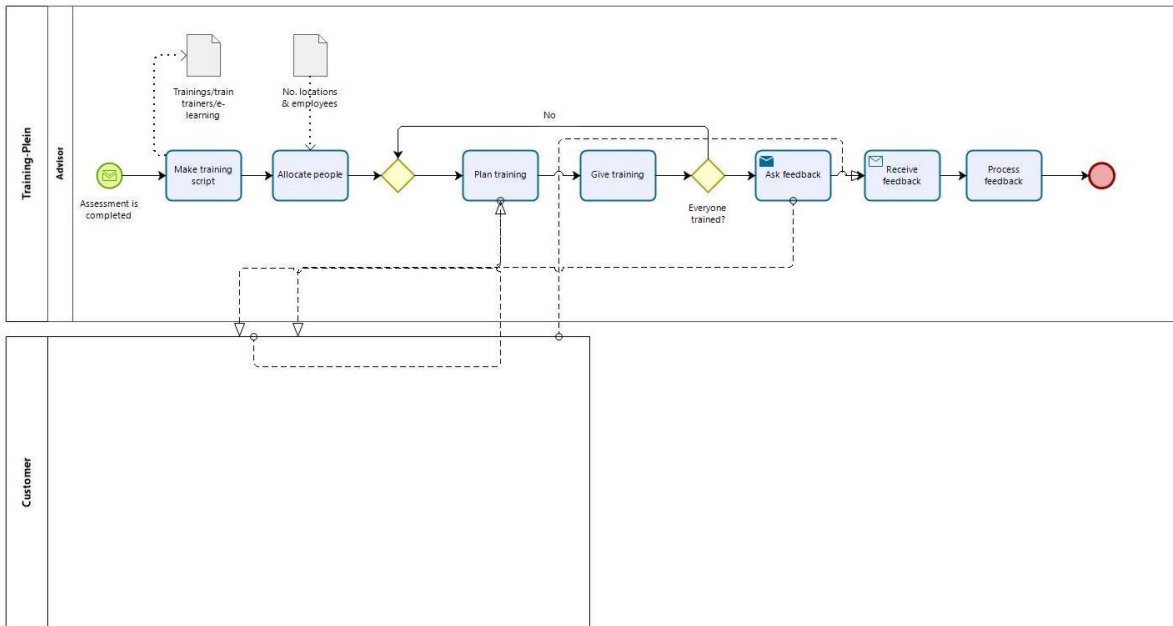 Training-Plein
Advisor
Trainings/train
trainers/e-
learning
No. locations
& employees
No
Make training
script
Allocate people
Plan training
Give training
Ask feedback
Receive
feedback
Process
feedback
Assessment is
completed
Everyone
trained?
Customer